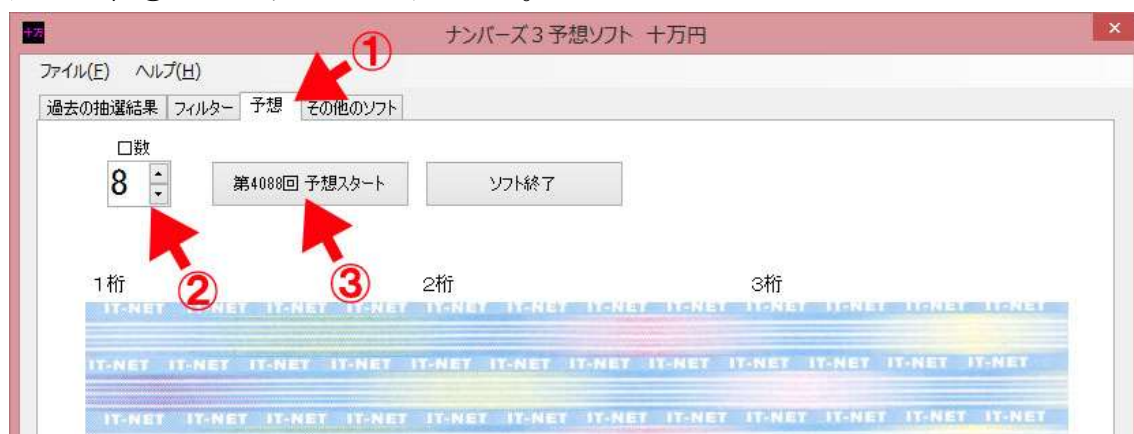 十万 ナンバーズ3予想ソフト 十万円 ×
①
ファイル(F) ヘルプ(H)
過去の抽選結果 フィルター 予想 その他のソフト
口数
8 第4088回 予想スタート ソフト終了
② ③
1桁 2桁 3桁
IT-NET IT-NET IT-NET IT-NET IT-NET IT-NET IT-NET IT-NET IT-NET IT-NET IT-NET IT-NET
IT-NET IT-NET IT-NET IT-NET IT-NET IT-NET IT-NET IT-NET IT-NET IT-NET IT-NET IT-NET
IT-NET IT-NET IT-NET IT-NET IT-NET IT-NET IT-NET IT-NET IT-NET IT-NET IT-NET IT-NET